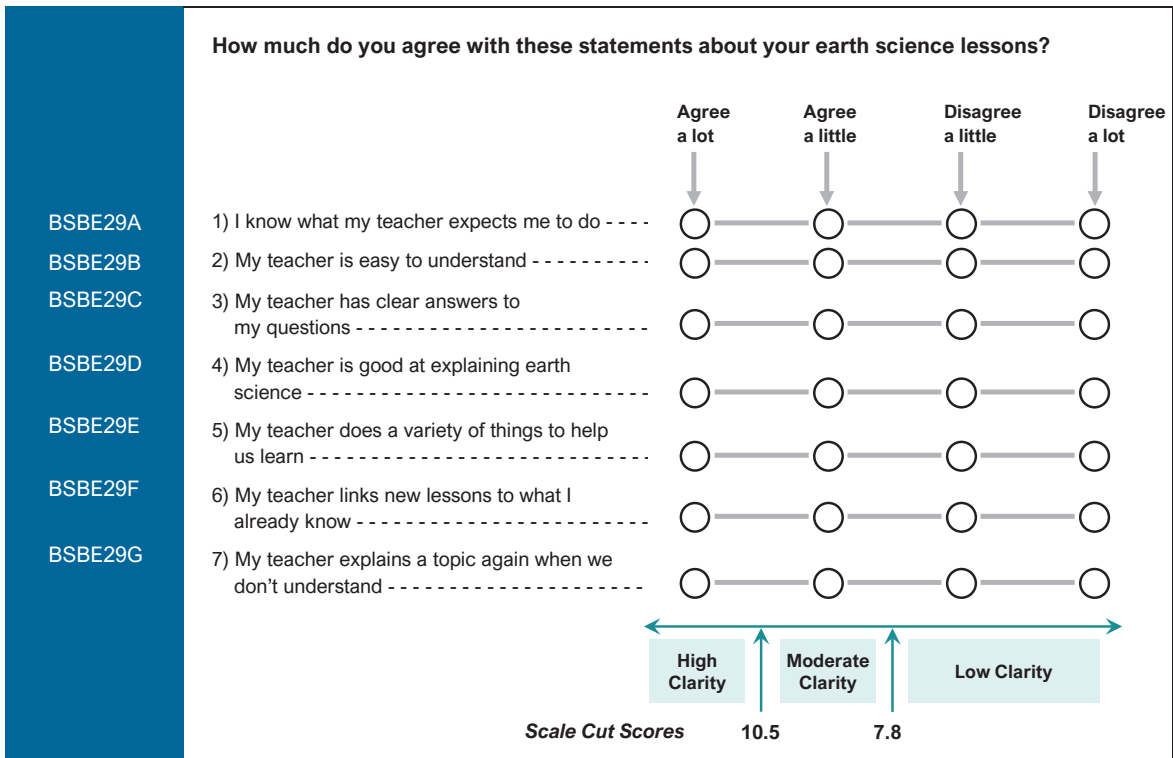 How much do you agree with these statements about your earth science lessons?
Agree a lot
Agree a little
Disagree a little
Disagree a lot
BSBE29A
1) I know what my teacher expects me to do - - - -
BSBE29B
2) My teacher is easy to understand - - - - - - - - - -
BSBE29C
3) My teacher has clear answers to
my questions - - - - - - - - - - - - - - - - - - - - - - - - -
BSBE29D
4) My teacher is good at explaining earth
science - - - - - - - - - - - - - - - - - - - - - - - - - - - - - -
BSBE29E
5) My teacher does a variety of things to help
us learn - - - - - - - - - - - - - - - - - - - - - - - - - - - - - -
BSBE29F
6) My teacher links new lessons to what I
already know - - - - - - - - - - - - - - - - - - - - - - - - -
BSBE29G
7) My teacher explains a topic again when we
don’t understand - - - - - - - - - - - - - - - - - - - - - -
High Clarity
Moderate Clarity
Low Clarity
Scale Cut Scores 10.5 7.8